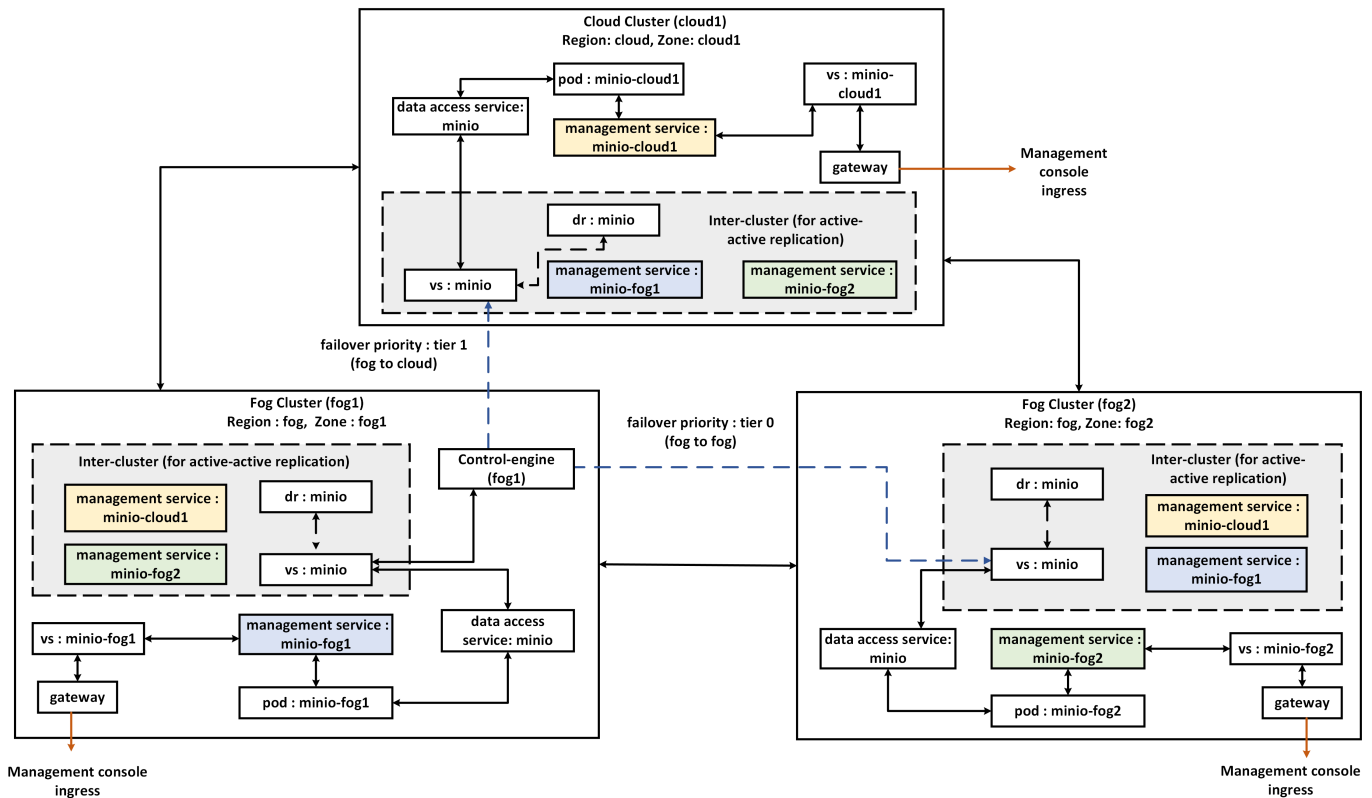 Cloud Cluster (cloud1)
Region: cloud, Zone: cloud1
pod : minio-cloud1
vs : minio-
cloud1
data access service:
minio
management service :
minio-cloud1
gateway
Management
console
ingress
dr : minio
Inter-cluster (for active-
active replication)
vs : minio
management service :
minio-fog1
management service :
minio-fog2
failover priority : tier 1
(fog to cloud)
Fog Cluster (fog1)
Region : fog, Zone : fog1
Inter-cluster (for active-active replication)
management service :
minio-cloud1
dr : minio
management service :
minio-fog2
vs : minio
Control-engine
(fog1)
data access
service: minio
vs : minio-fog1
management service :
minio-fog1
gateway
pod : minio-fog1
Management console
ingress
failover priority : tier 0
(fog to fog)
Fog Cluster (fog2)
Region: fog, Zone: fog2
Inter-cluster (for active-
active replication)
dr : minio
management service :
minio-cloud1
vs : minio
management service :
minio-fog1
data access service:
minio
management service :
minio-fog2
vs : minio-fog2
pod : minio-fog2
gateway
Management console
ingress